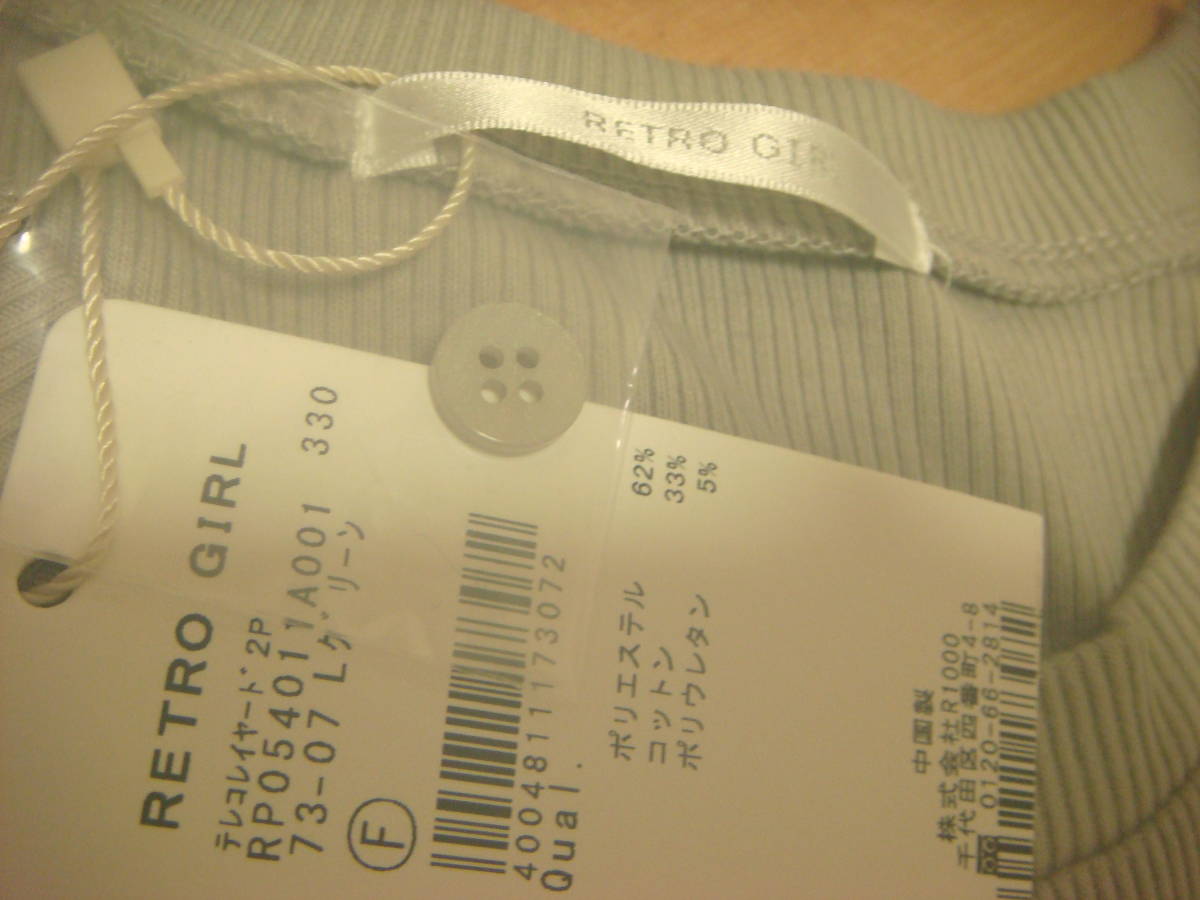 RETRO GIR
RETRO GIRL
テレコレイヤード2P
RP054011A001 330
73-07 Lグリーン
F
4004811173072
Qual.
ポリエステル 62%
コットン 33%
ポリウレタン 5%
中国製
株式会社R1000
千代田区四番町4-8
0120-66-2814